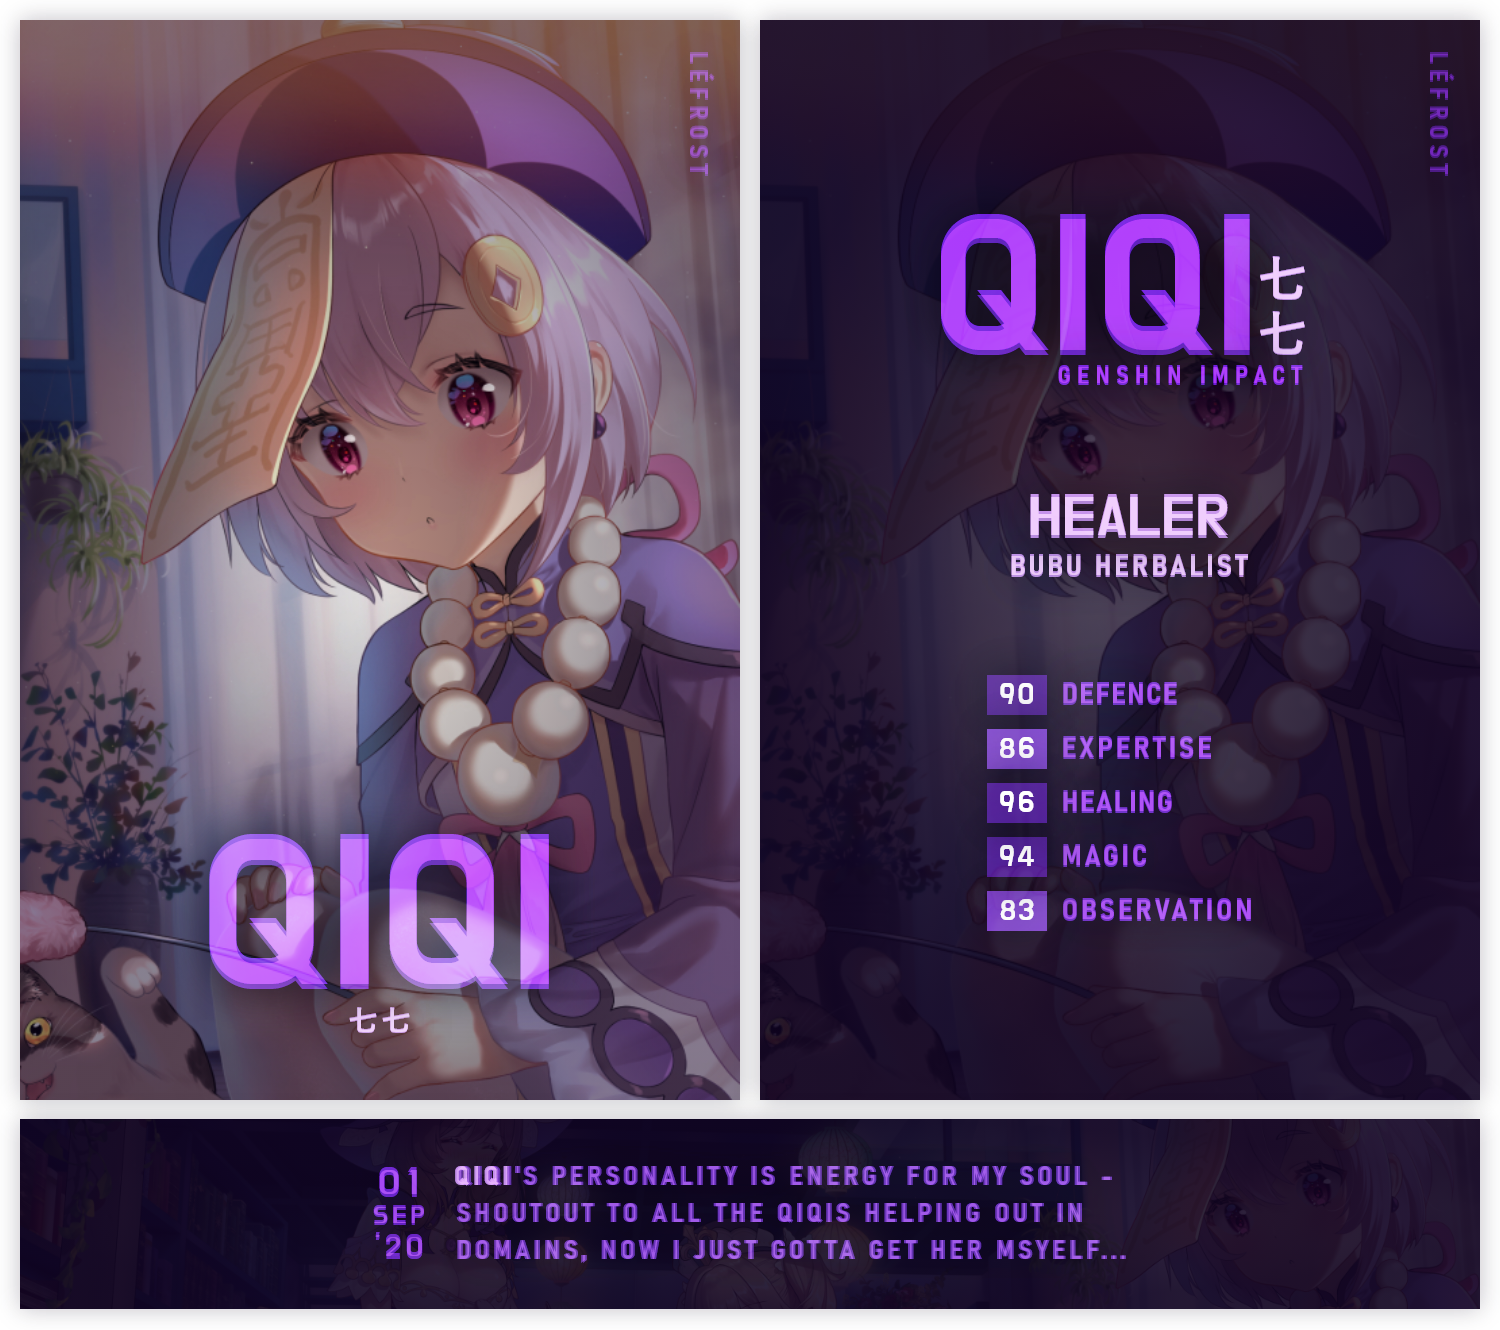 LÉFROST
QIQI
七七
LÉFROST
QIQI
七七
GENSHIN IMPACT
HEALER
BUBU HERBALIST
90 DEFENCE
86 EXPERTISE
96 HEALING
94 MAGIC
83 OBSERVATION
01
SEP
'20
QIQI'S PERSONALITY IS ENERGY FOR MY SOUL -
SHOUTOUT TO ALL THE QIQIS HELPING OUT IN
DOMAINS, NOW I JUST GOTTA GET HER MSYELF...